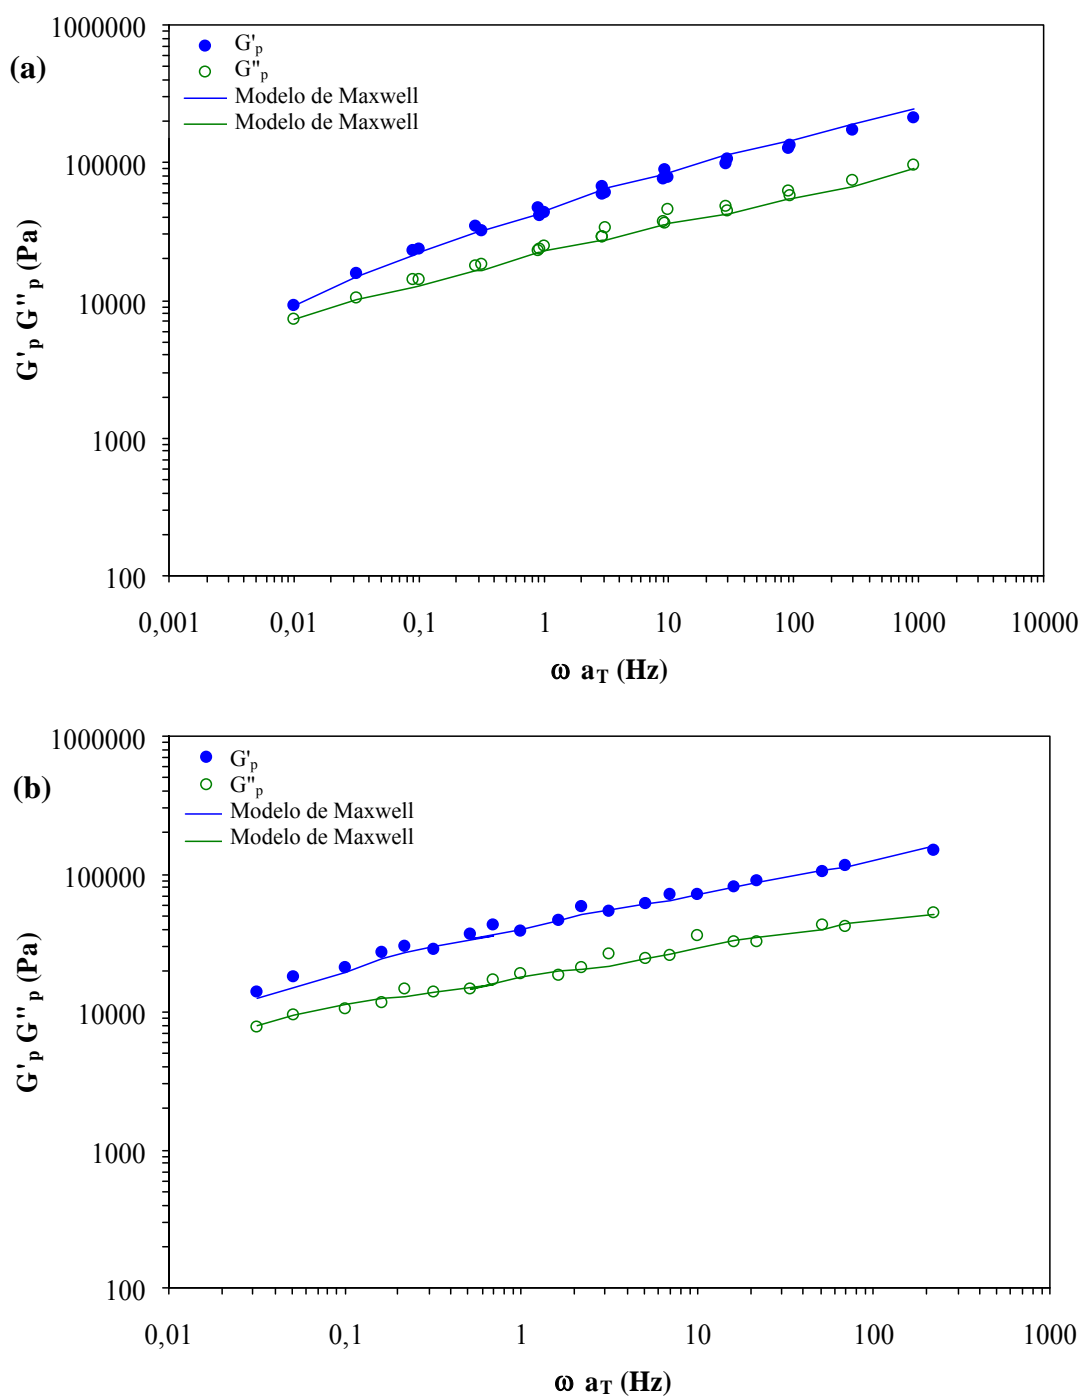 (a)
1000000
100000
10000
1000
100
G'p
G''p
Modelo de Maxwell
Modelo de Maxwell
G'p G''p (Pa)
0,001 0,01 0,1 1 10 100 1000 10000
ω aT (Hz)
(b)
1000000
100000
10000
1000
100
G'p
G''p
Modelo de Maxwell
Modelo de Maxwell
G'p G''p (Pa)
0,01 0,1 1 10 100 1000
ω aT (Hz)